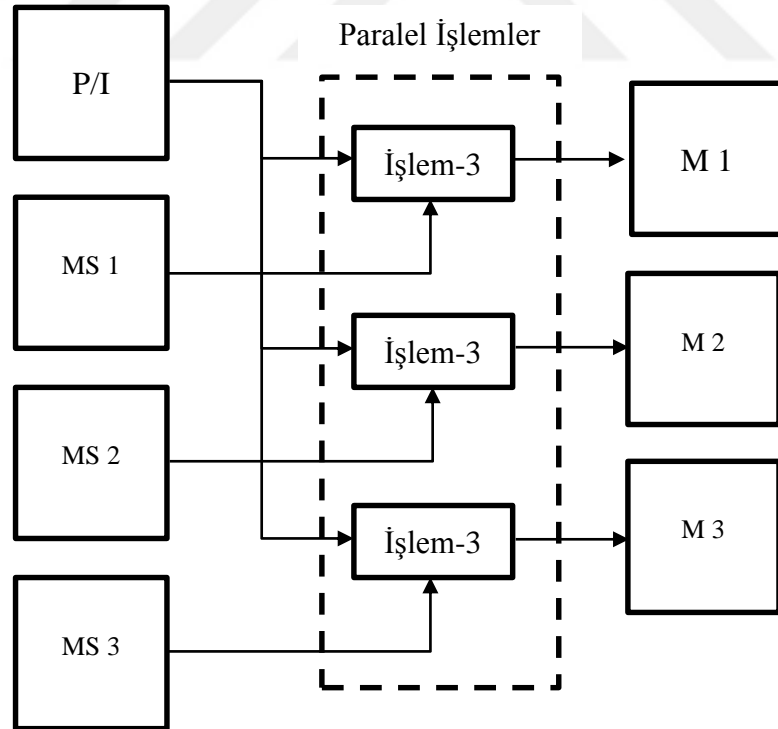 Paralel İşlemler
P/I
İşlem-3
M 1
MS 1
İşlem-3
M 2
MS 2
İşlem-3
M 3
MS 3